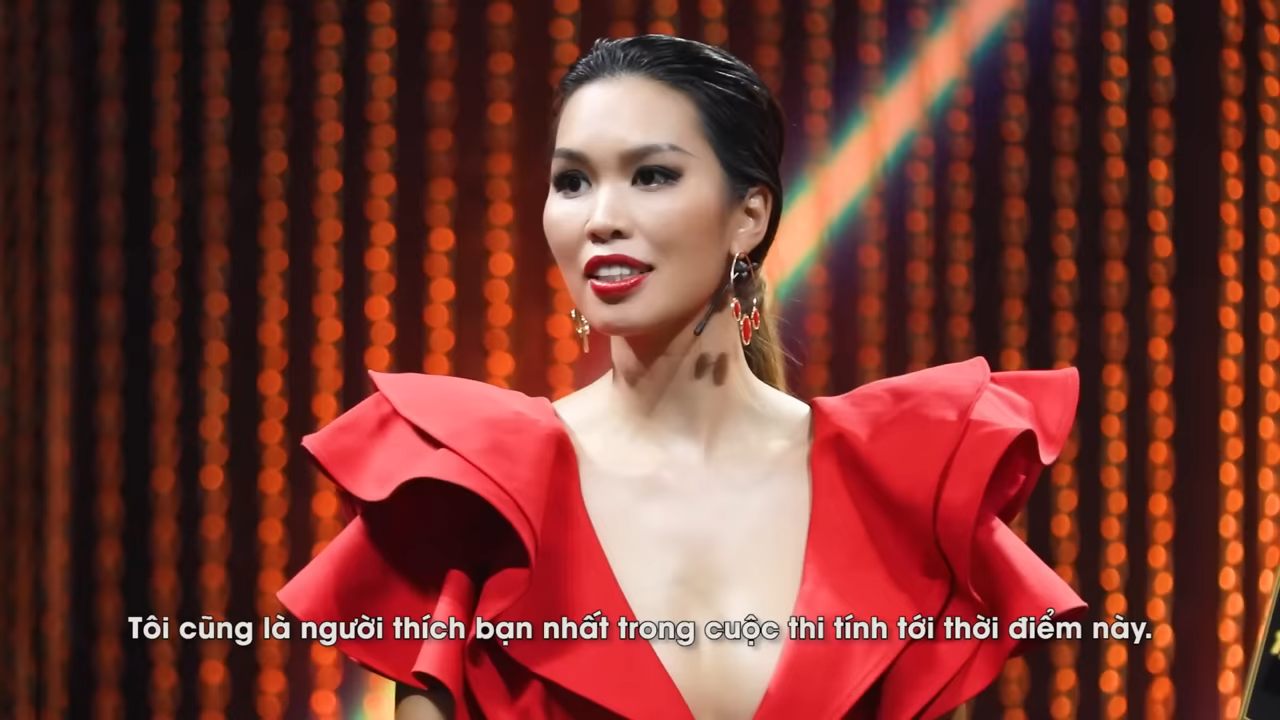 Tôi cũng là người thích bạn nhất trong cuộc thi tính tới thời điểm này.